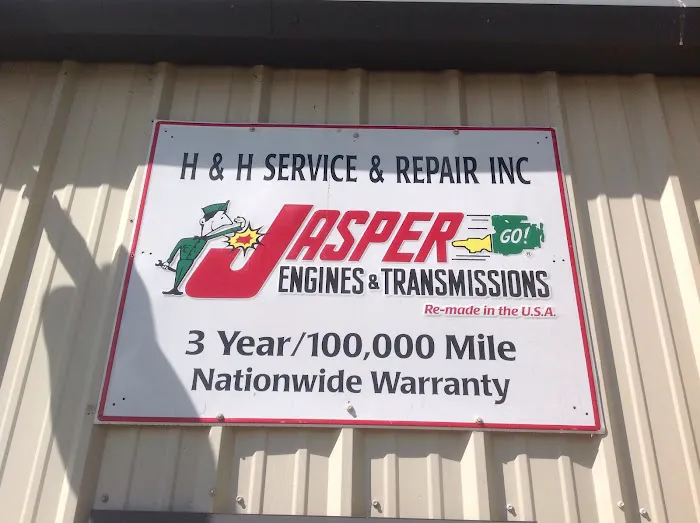 H & H SERVICE & REPAIR INC
JASPER GO!
ENGINES & TRANSMISSIONS
Re-made in the U.S.A.
3 Year/100,000 Mile
Nationwide Warranty